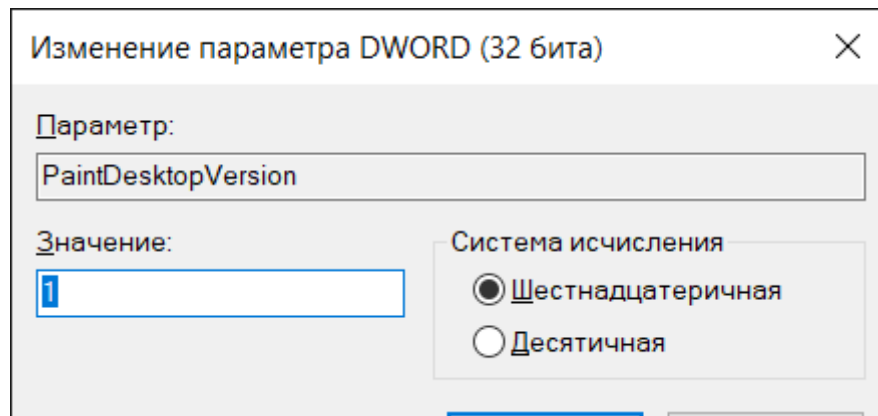 Изменение параметра DWORD (32 бита)
Параметр:
PaintDesktopVersion
Значение:
1
Система исчисления
Шестнадцатеричная
Десятичная